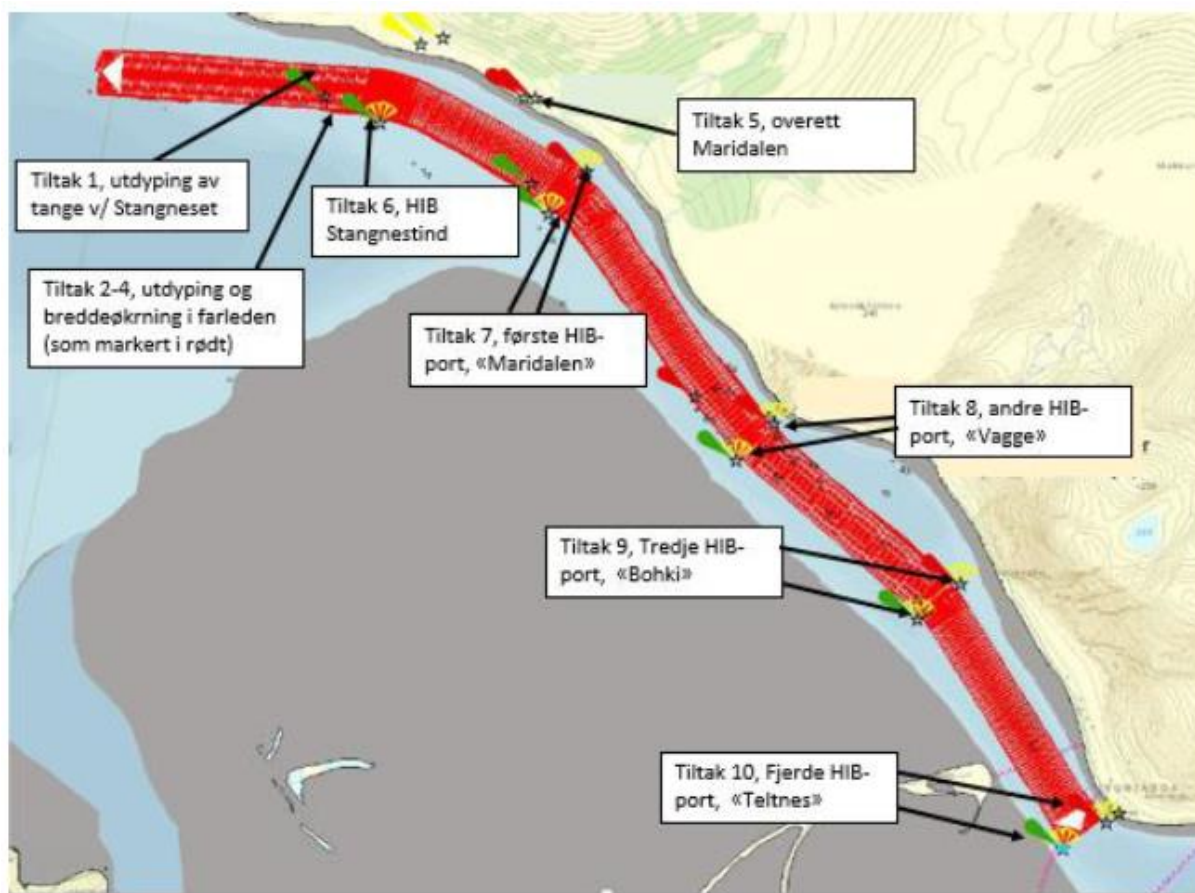 Tiltak 5, overett
Maridalen
Tiltak 1, utdyping av
tange v/ Stangneset
Tiltak 6, HIB
Stangnestind
Tiltak 2-4, utdyping og
breddeøkrning i farleden
(som markert i rødt)
Tiltak 7, første HIB-
port, «Maridalen»
Tiltak 8, andre HIB-
port, «Vagge»
Tiltak 9, Tredje HIB-
port, «Bohki»
Tiltak 10, Fjerde HIB-
port, «Teltnes»